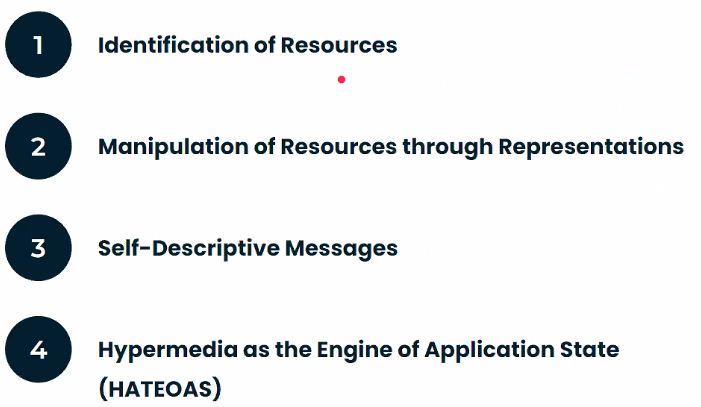 1 Identification of Resources
2 Manipulation of Resources through Representations
3 Self-Descriptive Messages
4 Hypermedia as the Engine of Application State
(HATEOAS)